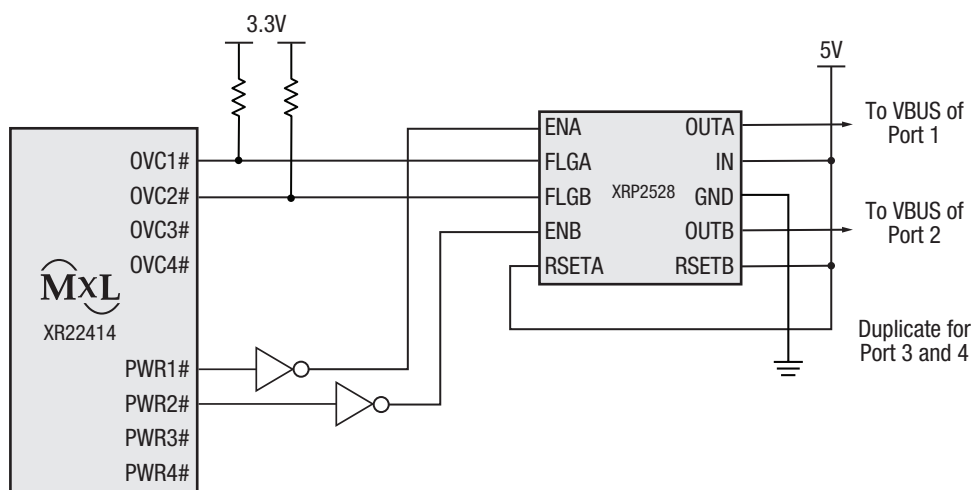 3.3V
5V
OVC1#
OVC2#
OVC3#
OVC4#
MxL
XR22414
PWR1#
PWR2#
PWR3#
PWR4#
ENA
FLGA
FLGB
ENB
RSETA
XRP2528
OUTA
IN
GND
OUTB
RSETB
To VBUS of
Port 1
To VBUS of
Port 2
Duplicate for
Port 3 and 4